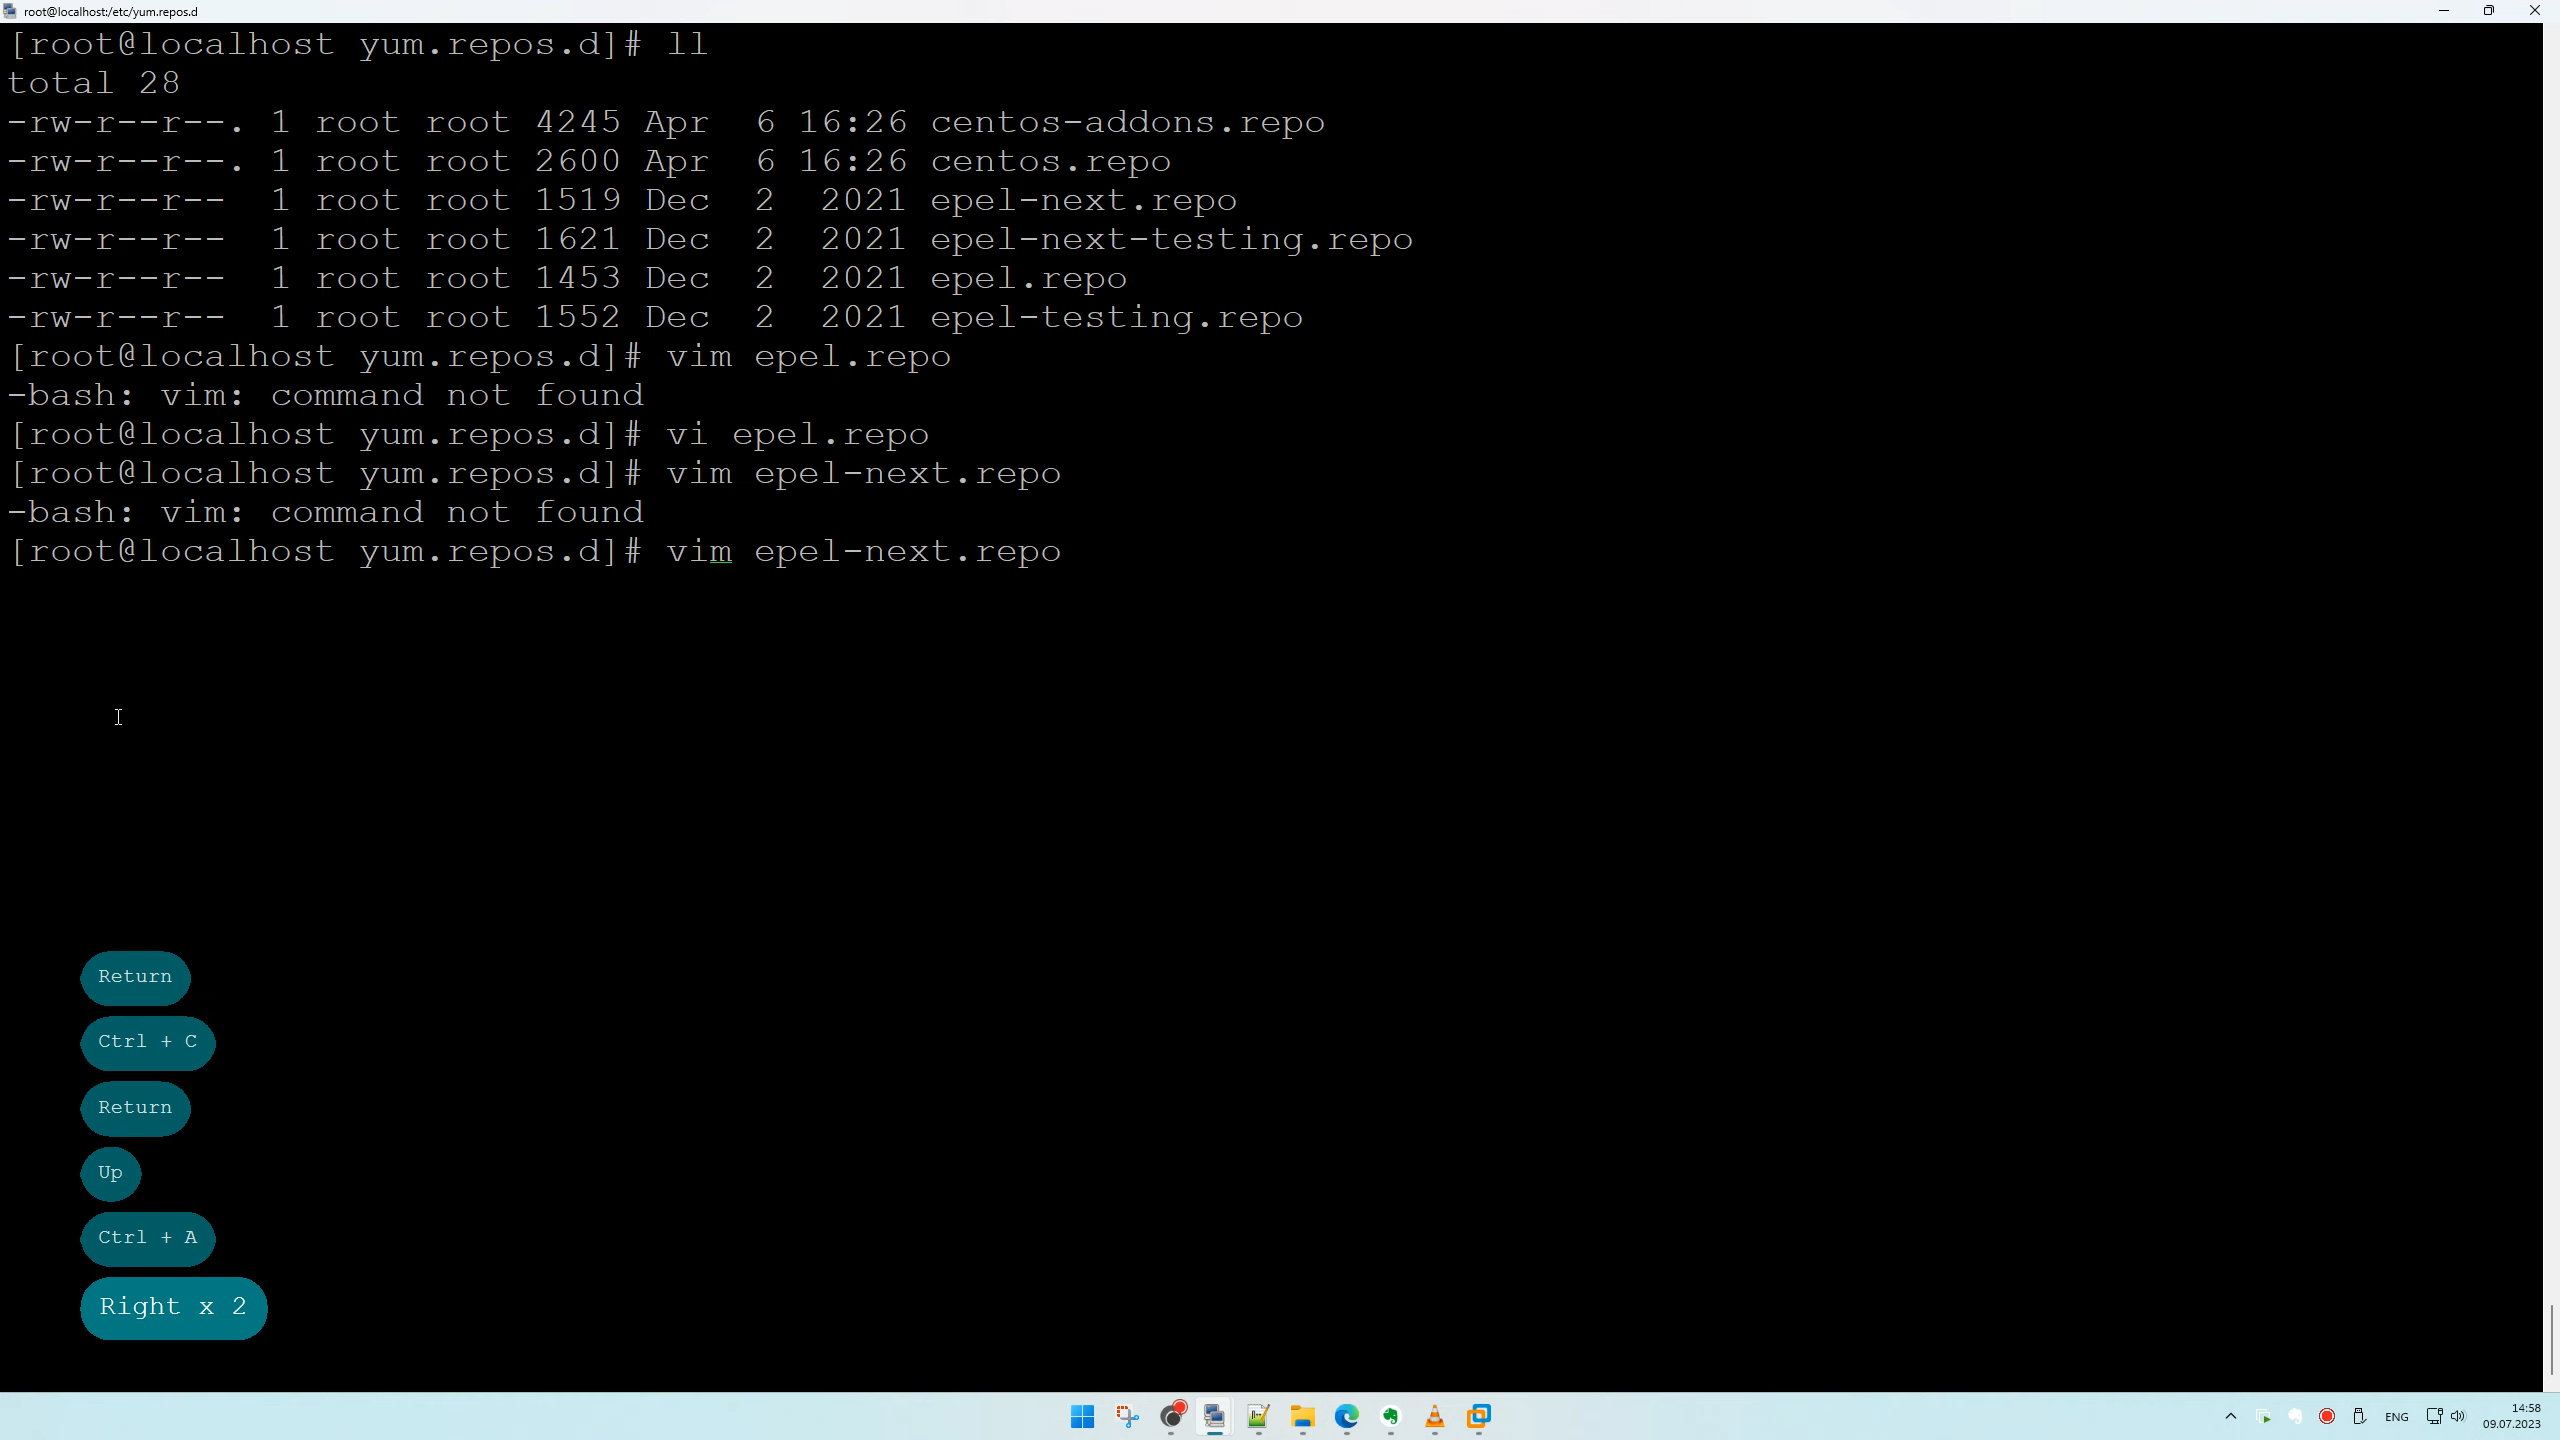 root@localhost:/etc/yum.repos.d
[root@localhost yum.repos.d]# ll
total 28
-rw-r--r--. 1 root root 4245 Apr  6 16:26 centos-addons.repo
-rw-r--r--. 1 root root 2600 Apr  6 16:26 centos.repo
-rw-r--r--  1 root root 1519 Dec  2  2021 epel-next.repo
-rw-r--r--  1 root root 1621 Dec  2  2021 epel-next-testing.repo
-rw-r--r--  1 root root 1453 Dec  2  2021 epel.repo
-rw-r--r--  1 root root 1552 Dec  2  2021 epel-testing.repo
[root@localhost yum.repos.d]# vim epel.repo
-bash: vim: command not found
[root@localhost yum.repos.d]# vi epel.repo
[root@localhost yum.repos.d]# vim epel-next.repo
-bash: vim: command not found
[root@localhost yum.repos.d]# vim epel-next.repo
Return
Ctrl + C
Return
Up
Ctrl + A
Right x 2
ENG
14:58
09.07.2023